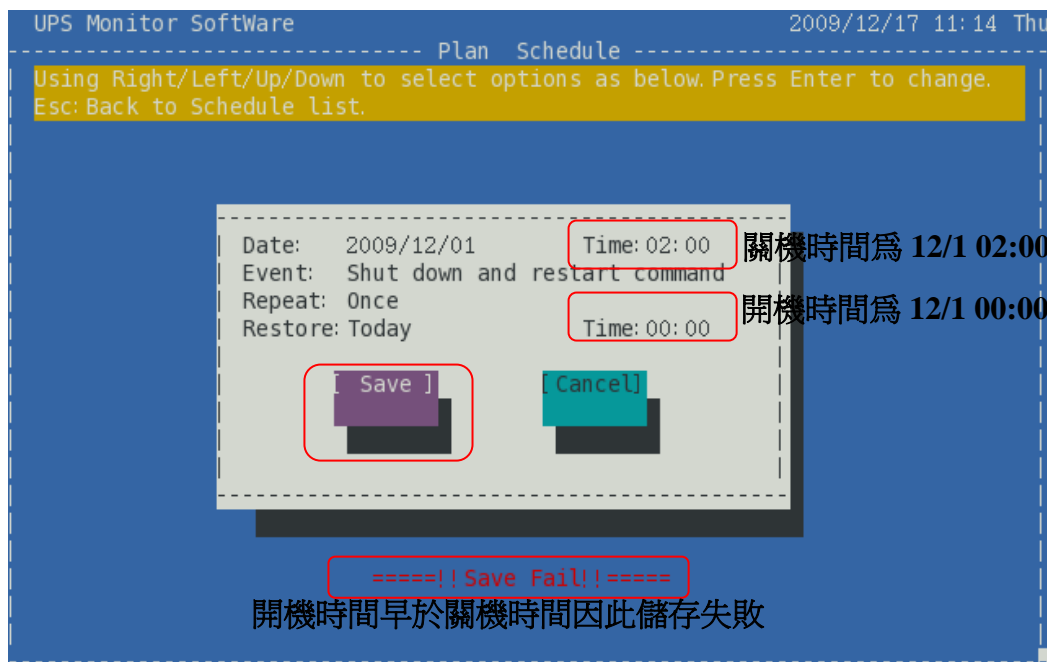 UPS Monitor SoftWare 2009/12/17 11:14 Thu
Plan Schedule
Using Right/Left/Up/Down to select options as below. Press Enter to change.
Esc: Back to Schedule list.
Date: 2009/12/01 Time: 02:00 關機時間為 12/1 02:00
Event: Shut down and restart command
Repeat: Once
Restore: Today Time: 00:00 開機時間為 12/1 00:00
[ Save ] [Cancel]
=====!!Save Fail!!=====
開機時間早於關機時間因此儲存失敗